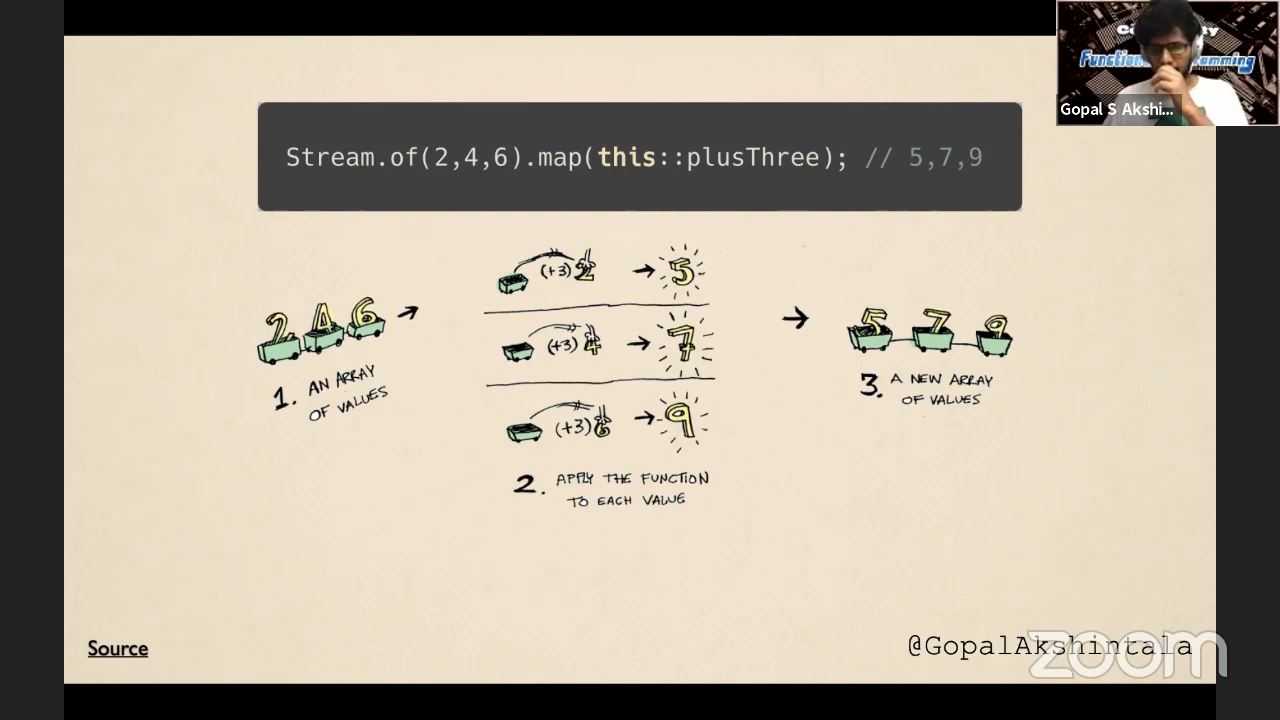 Stream.of(2,4,6).map(this::plusThree); // 5,7,9
Gopal S Akshi...
2 4 6
1. AN ARRAY
OF VALUES
(+3) 2 → 5
(+3) 4 → 7
(+3) 6 → 9
2. APPLY THE FUNCTION
TO EACH VALUE
5 7 9
3. A NEW ARRAY
OF VALUES
Source
@GopalAkshintala
zoom